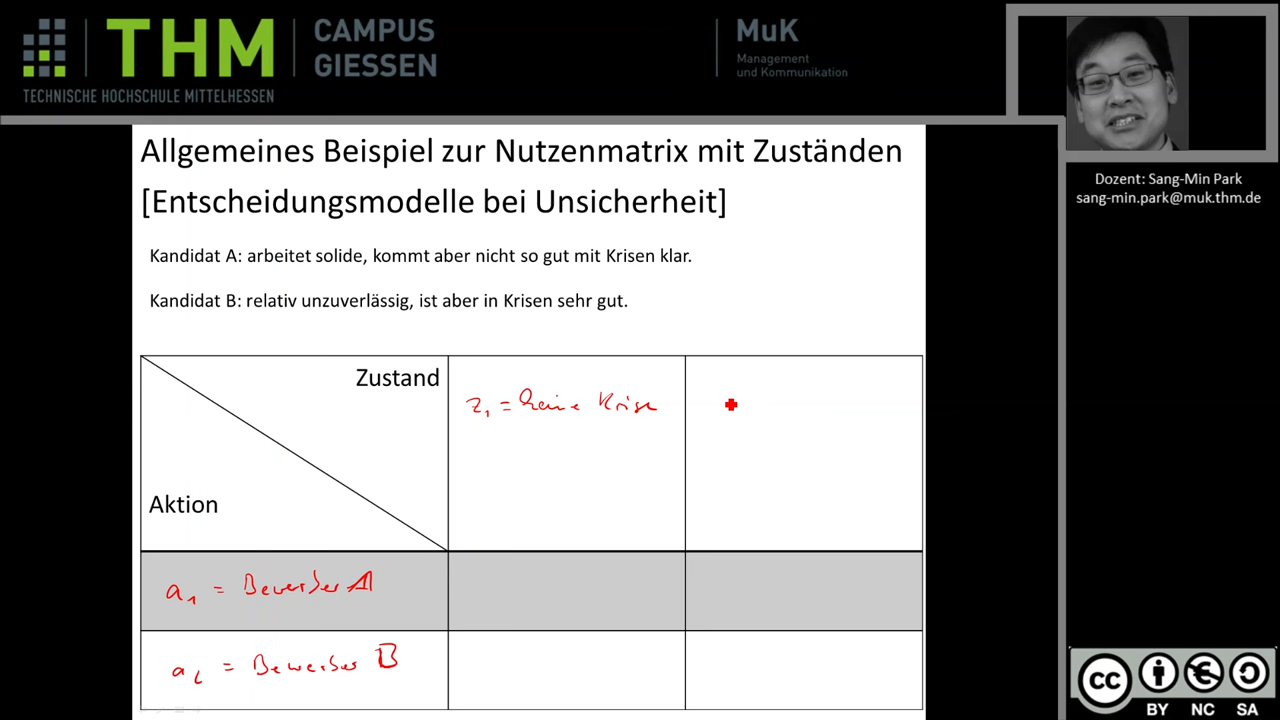 THM
CAMPUS
GIESSEN
TECHNISCHE HOCHSCHULE MITTELHESSEN
MuK
Management
und Kommunikation
Dozent: Sang-Min Park
sang-min.park@muk.thm.de
Allgemeines Beispiel zur Nutzenmatrix mit Zuständen
[Entscheidungsmodelle bei Unsicherheit]
Kandidat A: arbeitet solide, kommt aber nicht so gut mit Krisen klar.
Kandidat B: relativ unzuverlässig, ist aber in Krisen sehr gut.
Zustand
z₁ = keine Krise
Aktion
a₁ = Bewerber A
a₂ = Bewerber B
cc
BY NC SA